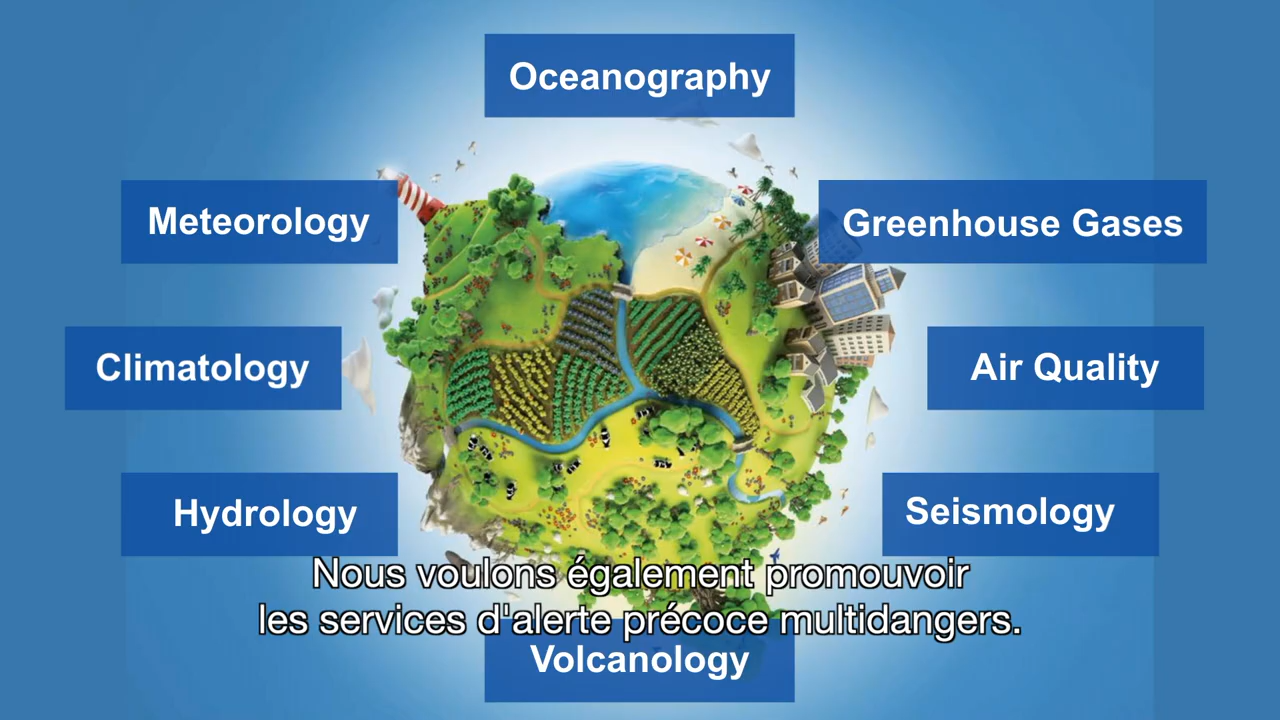 Oceanography
Meteorology
Greenhouse Gases
Climatology
Air Quality
Hydrology
Seismology
Nous voulons également promouvoir
les services d'alerte précoce multidangers.
Volcanology